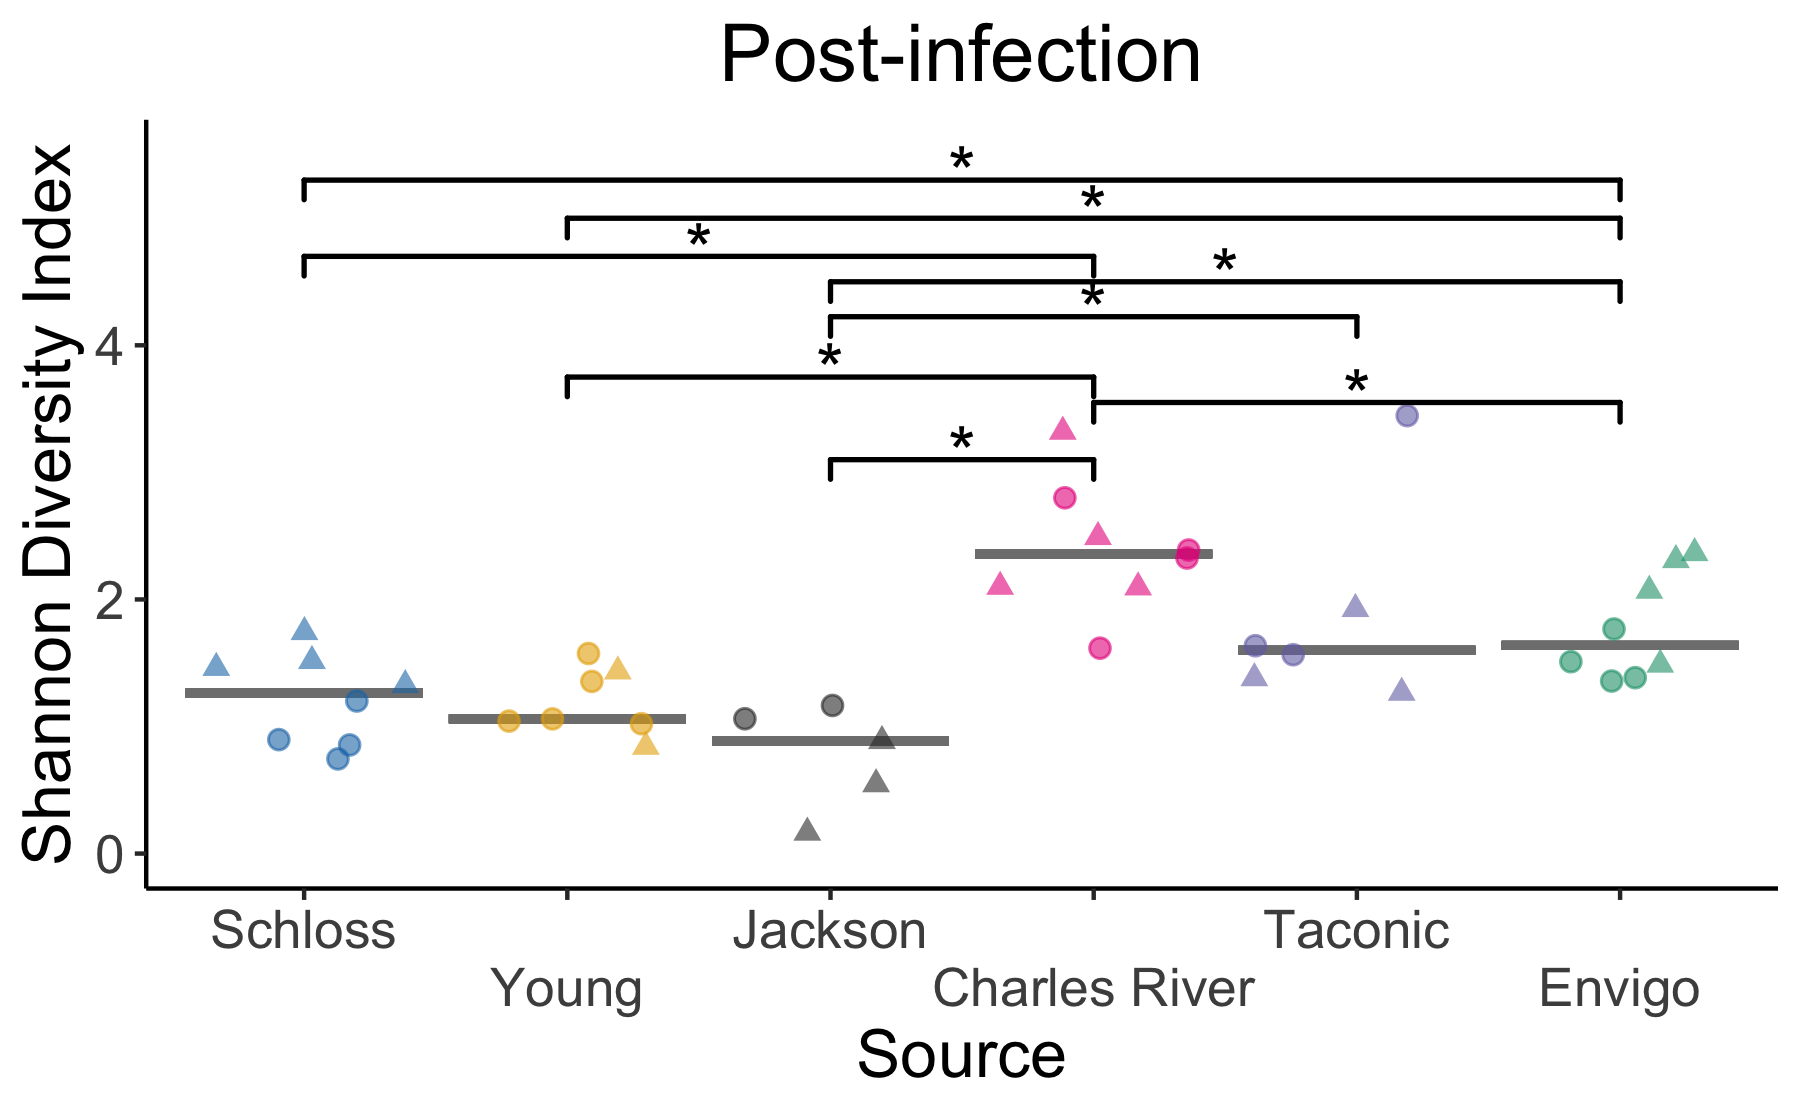 Post-infection
*
*
*
*
*
*
*
*
Shannon Diversity Index
4
2
0
Schloss Jackson Taconic
Young Charles River Envigo
Source